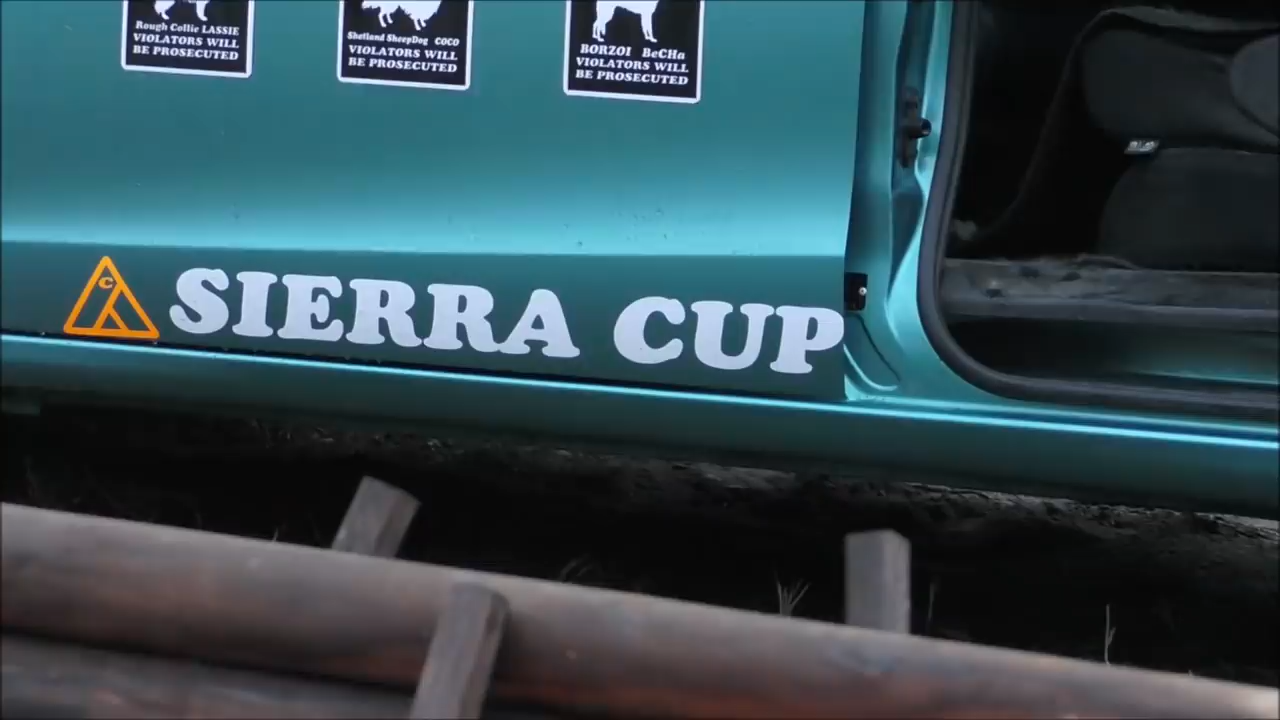 Rough Collie LASSIE
VIOLATORS WILL
BE PROSECUTED
Shetland SheepDog COCO
VIOLATORS WILL
BE PROSECUTED
BORZOI BeCHa
VIOLATORS WILL
BE PROSECUTED
C
SIERRA CUP